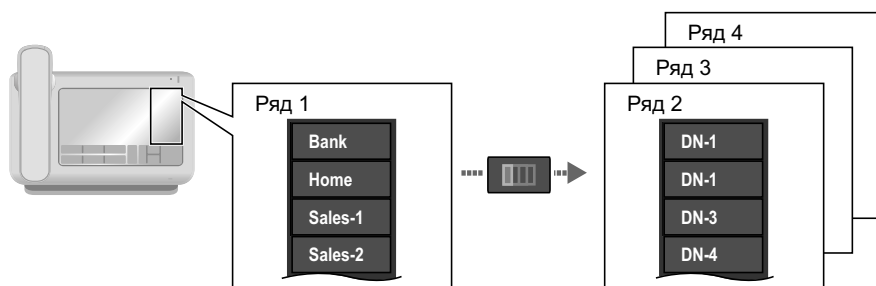 Ряд 1
Bank
Home
Sales-1
Sales-2
Ряд 4
Ряд 3
Ряд 2
DN-1
DN-1
DN-3
DN-4